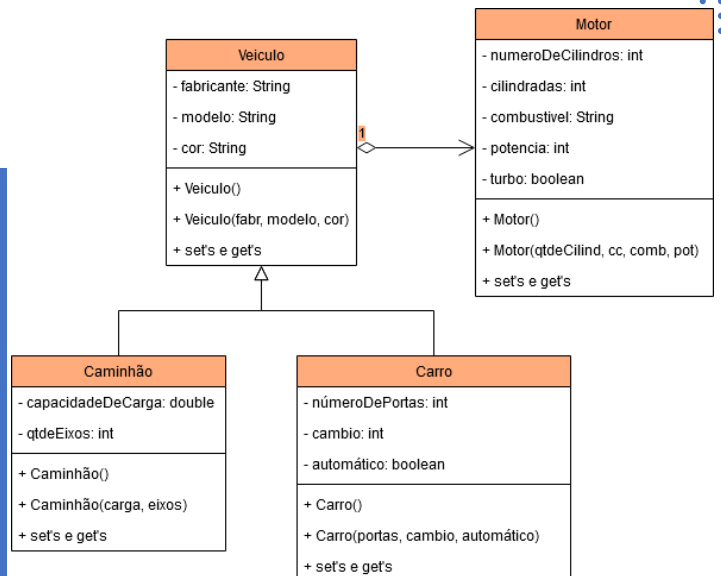 Veiculo
- fabricante: String
- modelo: String
- cor: String
+ Veiculo()
+ Veiculo(fabr, modelo, cor)
+ set's e get's
1
Motor
- numeroDeCilindros: int
- cilindradas: int
- combustivel: String
- potencia: int
- turbo: boolean
+ Motor()
+ Motor(qtdeCilind, cc, comb, pot)
+ set's e get's
Caminhão
- capacidadeDeCarga: double
- qtdeEixos: int
+ Caminhão()
+ Caminhão(carga, eixos)
+ set's e get's
Carro
- númeroDePortas: int
- cambio: int
- automático: boolean
+ Carro()
+ Carro(portas, cambio, automático)
+ set's e get's